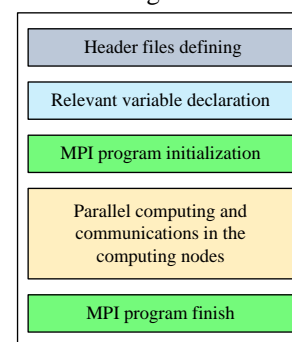 Header files defining
Relevant variable declaration
MPI program initialization
Parallel computing and
communications in the
computing nodes
MPI program finish